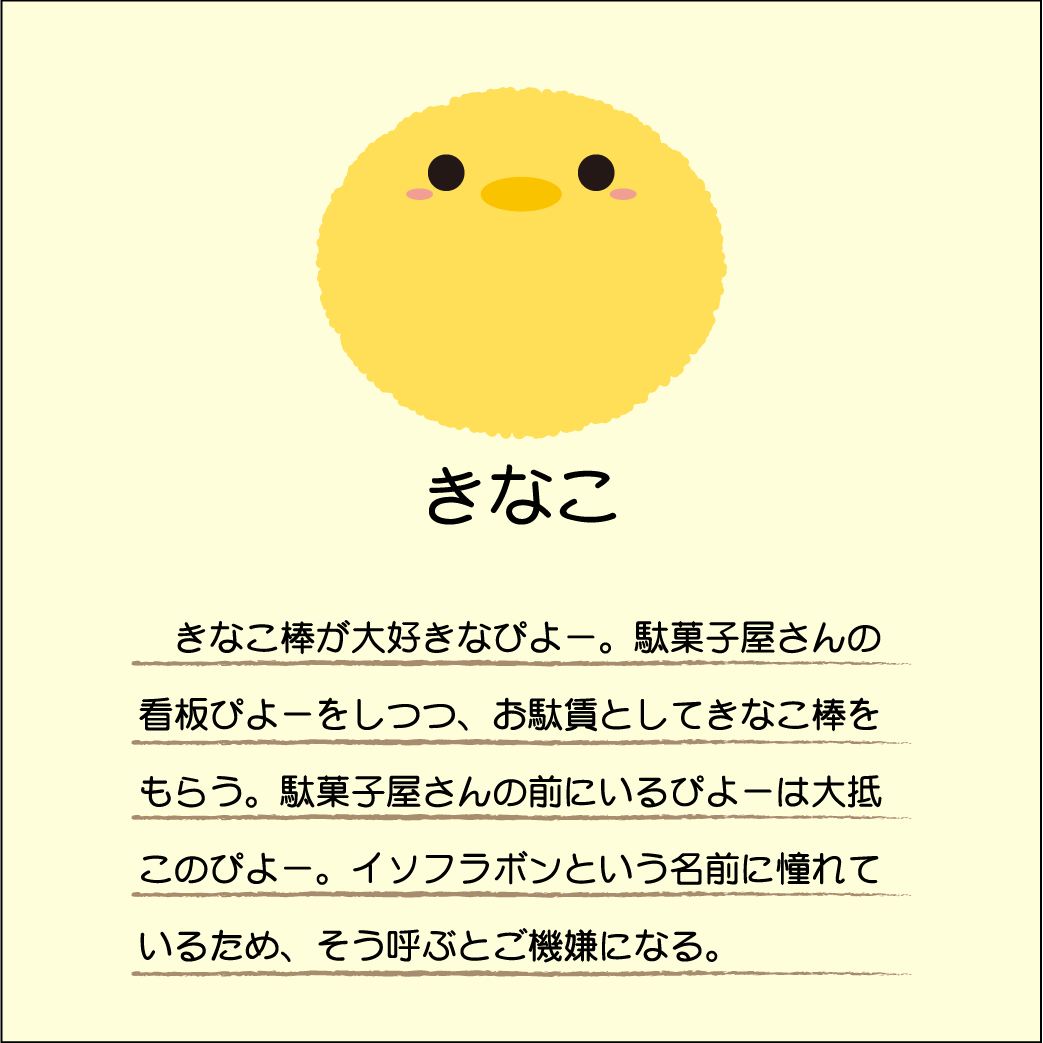 きなこ
きなこ棒が大好きなぴよー。駄菓子屋さんの
看板ぴよーをしつつ、お駄賃としてきなこ棒を
もらう。駄菓子屋さんの前にいるぴよーは大抵
このぴよー。イソフラボンという名前に憧れて
いるため、そう呼ぶとご機嫌になる。